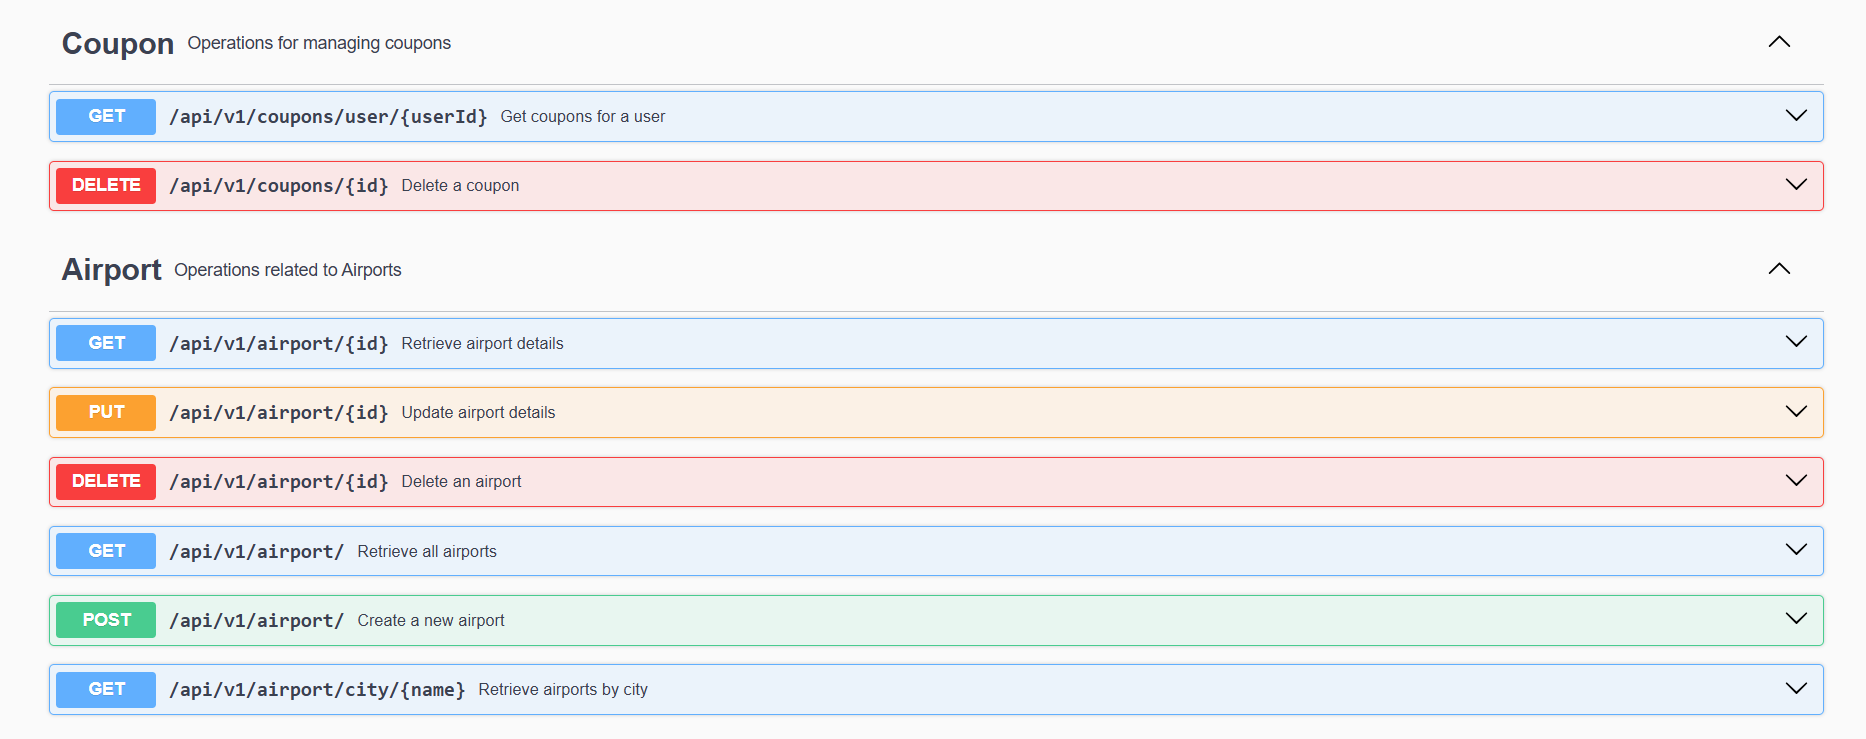 Coupon Operations for managing coupons
GET /api/v1/coupons/user/{userId} Get coupons for a user
DELETE /api/v1/coupons/{id} Delete a coupon
Airport Operations related to Airports
GET /api/v1/airport/{id} Retrieve airport details
PUT /api/v1/airport/{id} Update airport details
DELETE /api/v1/airport/{id} Delete an airport
GET /api/v1/airport/ Retrieve all airports
POST /api/v1/airport/ Create a new airport
GET /api/v1/airport/city/{name} Retrieve airports by city